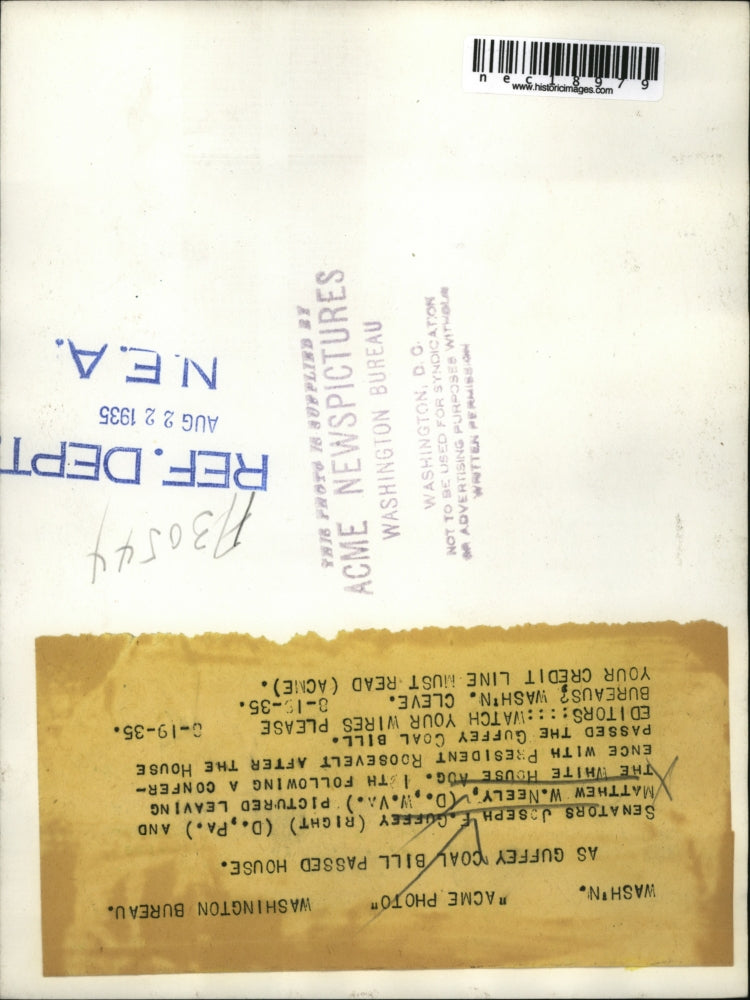 nec18979
www.historicimages.com
N.E.A.
AUG 22 1935
REF. DEPT.
A30544
THIS PHOTO IS SUPPLIED BY
ACME NEWSPICTURES
WASHINGTON BUREAU
WASHINGTON, D.C.
NOT TO BE USED FOR SYNDICATION
OR ADVERTISING PURPOSES WITHOUT
WRITTEN PERMISSION
WASH'N. "ACME PHOTO" WASHINGTON BUREAU.
AS GUFFEY COAL BILL PASSED HOUSE.
SENATORS JOSEPH F. GUFFEY (RIGHT) (D., PA.) AND
MATTHEW W. NEELY, (D., W.VA.) PICTURED LEAVING
THE WHITE HOUSE AUG. TH FOLLOWING A CONFER-
ENCE WITH PRESIDENT ROOSEVELT AFTER THE HOUSE
PASSED THE GUFFEY COAL BILL.
EDITORS::::WATCH YOUR WIRES PLEASE 8-19-35.
BUREAUS? WASH'N. CLEVE. 8-19-35.
YOUR CREDIT LINE MUST READ (ACME).